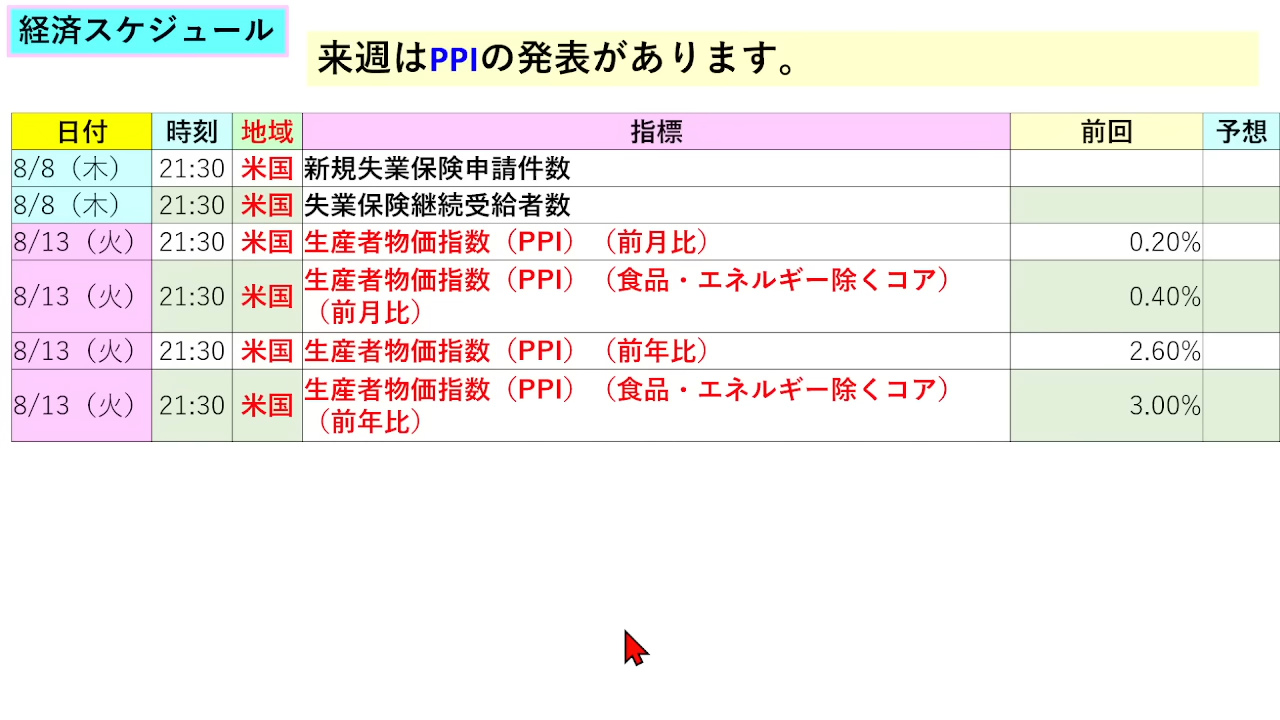 経済スケジュール
来週はPPIの発表があります。
日付 時刻 地域 指標 前回 予想
8/8（木） 21:30 米国 新規失業保険申請件数
8/8（木） 21:30 米国 失業保険継続受給者数
8/13（火） 21:30 米国 生産者物価指数（PPI）（前月比） 0.20%
8/13（火） 21:30 米国 生産者物価指数（PPI）（食品・エネルギー除くコア） 0.40%
（前月比）
8/13（火） 21:30 米国 生産者物価指数（PPI）（前年比） 2.60%
8/13（火） 21:30 米国 生産者物価指数（PPI）（食品・エネルギー除くコア） 3.00%
（前年比）